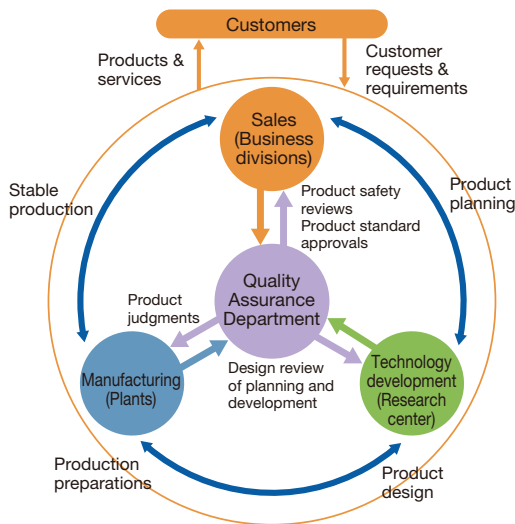 Customers
Products &
services
Customer
requests &
requirements
Sales
(Business
divisions)
Stable
production
Product
planning
Product safety
reviews
Product standard
approvals
Quality
Assurance
Department
Product
judgments
Manufacturing
(Plants)
Design review
of planning and
development
Technology
development
(Research
center)
Production
preparations
Product
design